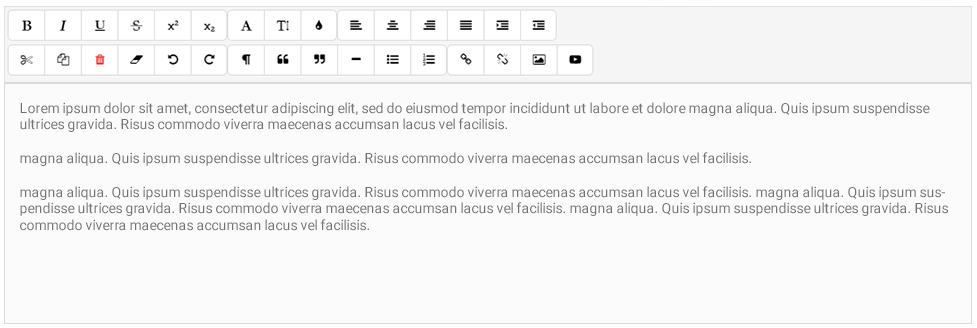 B I U S x² x₂ A T
Lorem ipsum dolor sit amet, consectetur adipiscing elit, sed do eiusmod tempor incididunt ut labore et dolore magna aliqua. Quis ipsum suspendisse
ultrices gravida. Risus commodo viverra maecenas accumsan lacus vel facilisis.
magna aliqua. Quis ipsum suspendisse ultrices gravida. Risus commodo viverra maecenas accumsan lacus vel facilisis.
magna aliqua. Quis ipsum suspendisse ultrices gravida. Risus commodo viverra maecenas accumsan lacus vel facilisis. magna aliqua. Quis ipsum sus-
pendisse ultrices gravida. Risus commodo viverra maecenas accumsan lacus vel facilisis. magna aliqua. Quis ipsum suspendisse ultrices gravida. Risus
commodo viverra maecenas accumsan lacus vel facilisis.